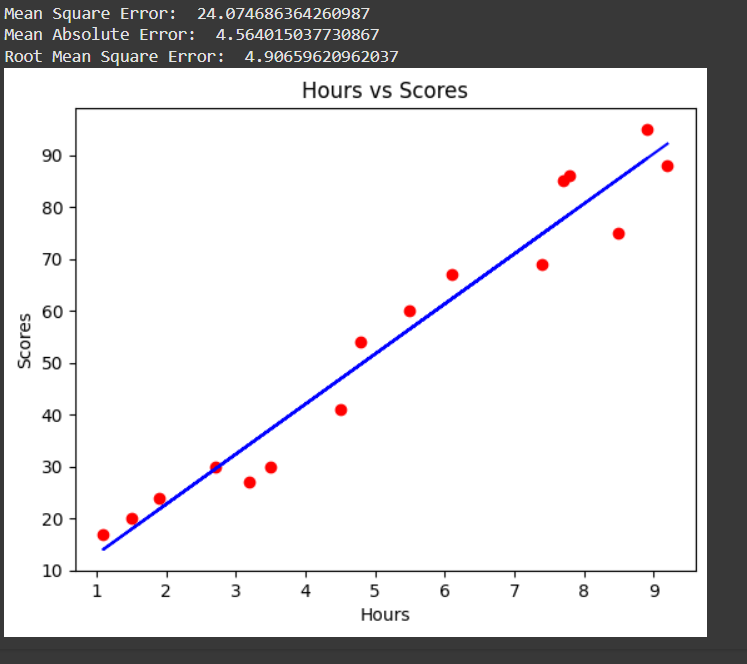 Mean Square Error:  24.074686364260987
Mean Absolute Error:  4.564015037730867
Root Mean Square Error:  4.90659620962037
Hours vs Scores
90
80
70
60
50
40
30
20
10
Scores
1 2 3 4 5 6 7 8 9
Hours